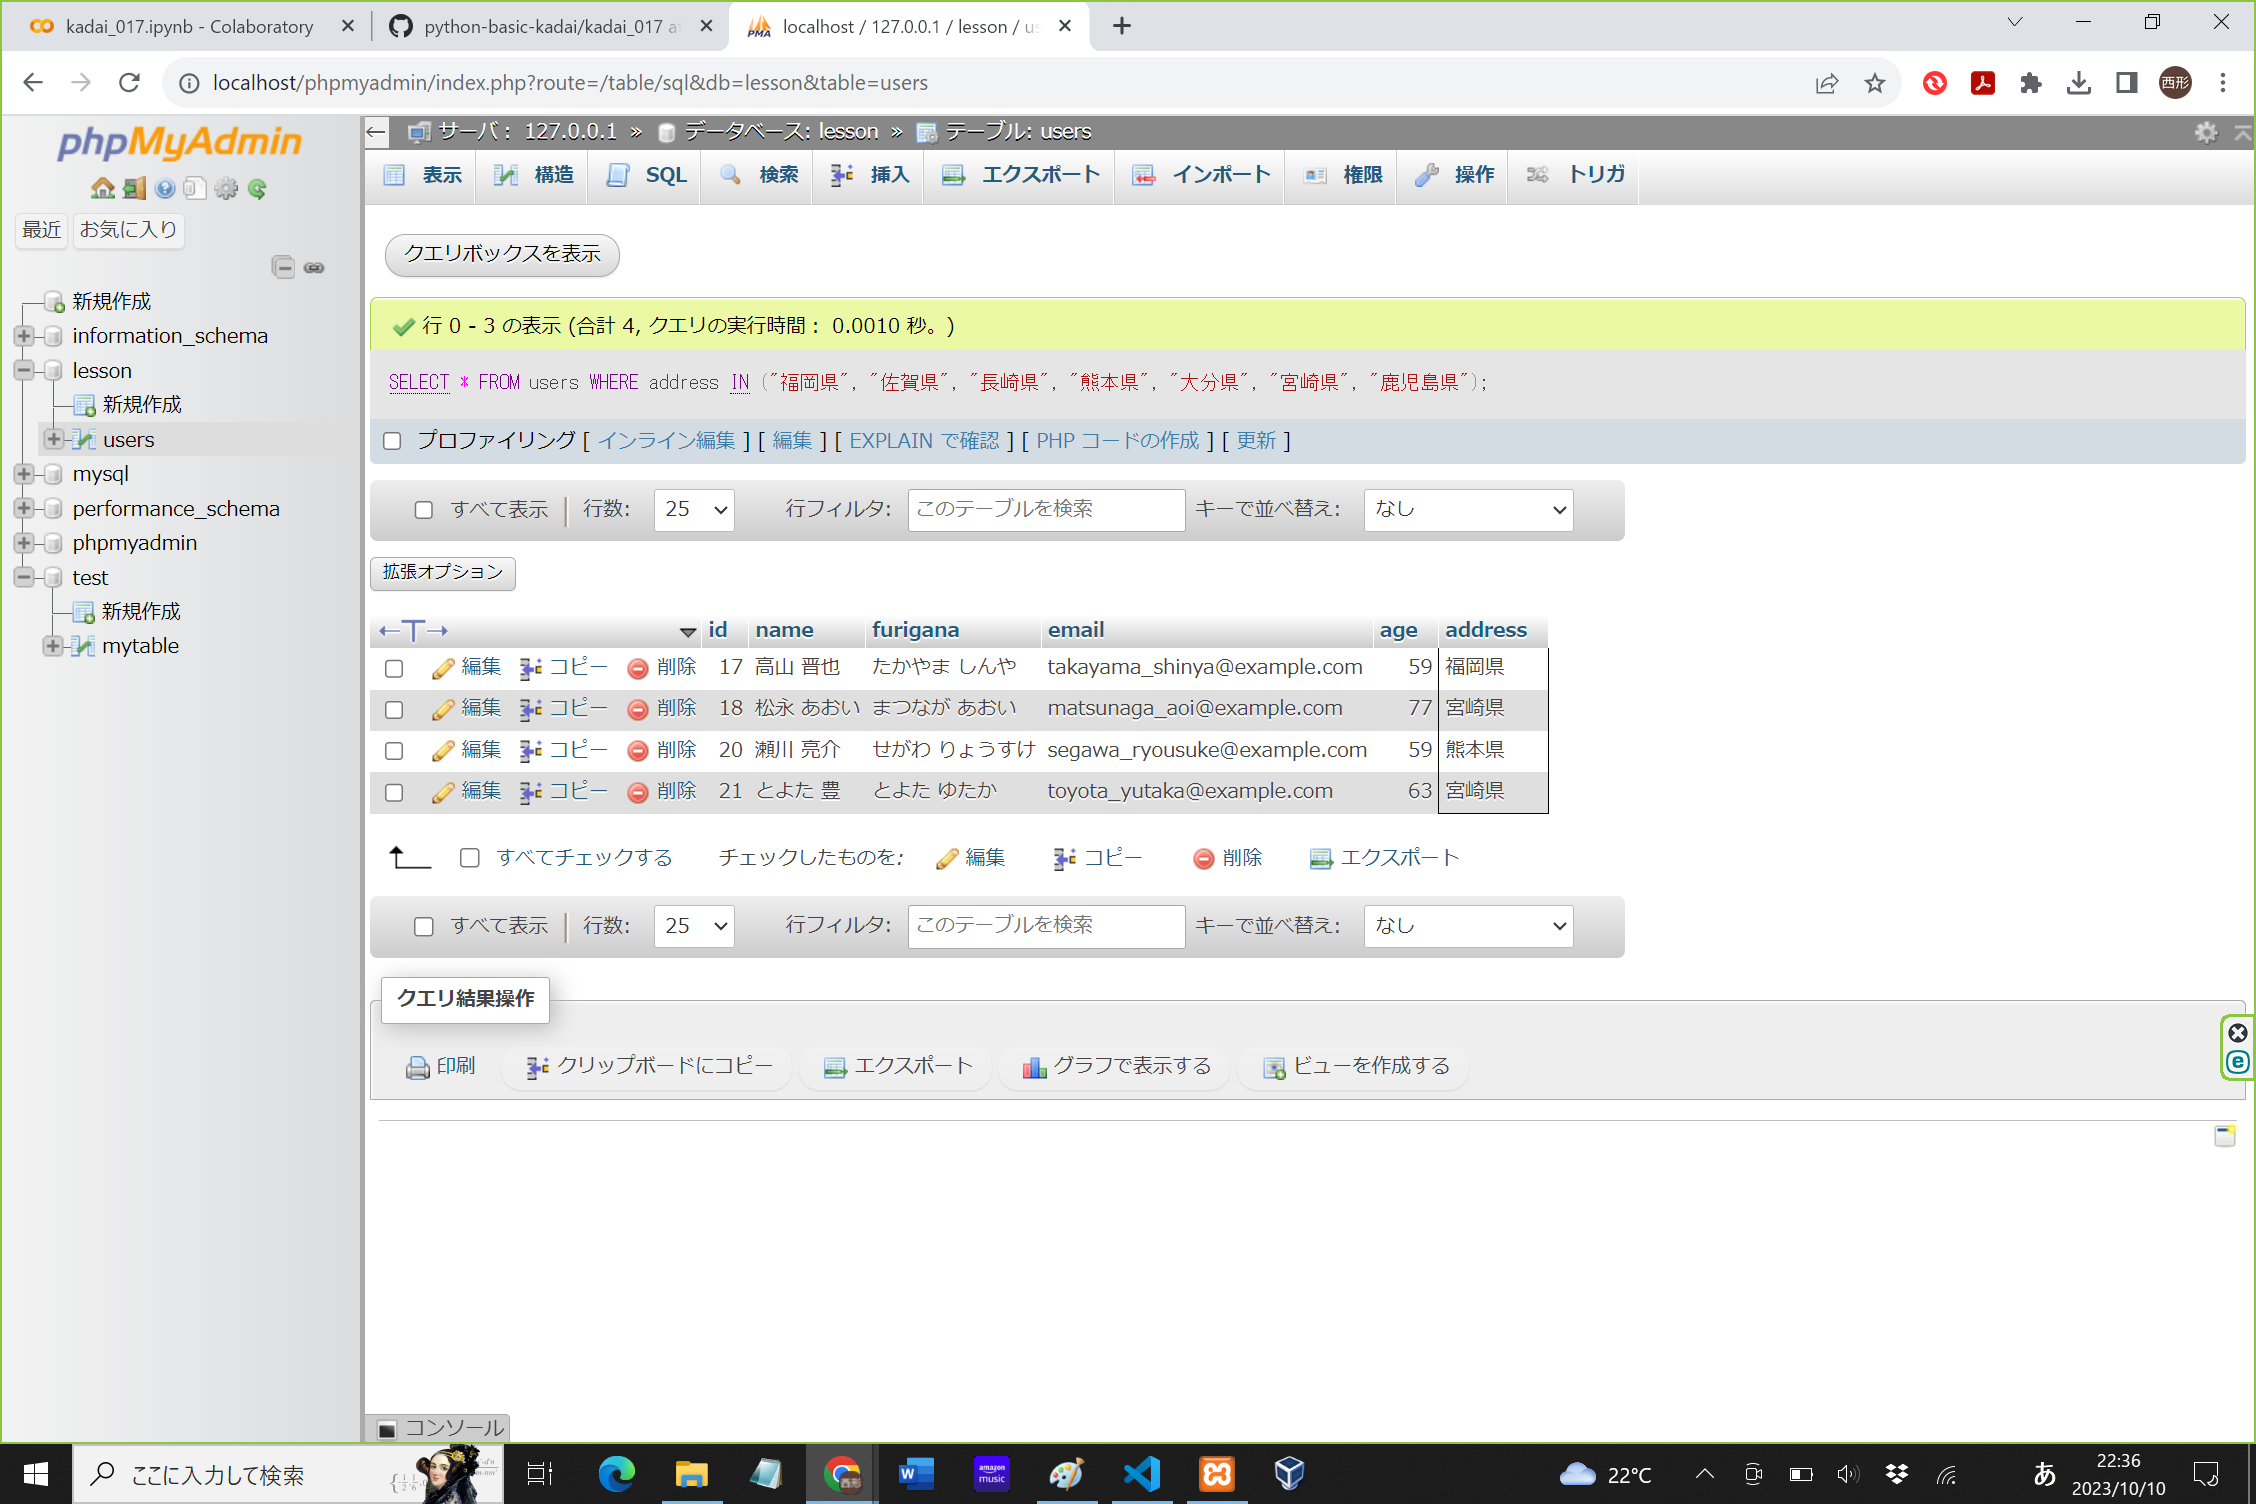 kadai_017.ipynb - Colaboratory
python-basic-kadai/kadai_017 at
localhost / 127.0.0.1 / lesson / us
localhost/phpmyadmin/index.php?route=/table/sql&db=lesson&table=users
西形
phpMyAdmin
最近 お気に入り
新規作成
information_schema
lesson
新規作成
users
mysql
performance_schema
phpmyadmin
test
新規作成
mytable
サーバ: 127.0.0.1 » データベース: lesson » テーブル: users
表示 構造 SQL 検索 挿入 エクスポート インポート 権限 操作 トリガ
クエリボックスを表示
行 0 - 3 の表示 (合計 4, クエリの実行時間: 0.0010 秒。)
SELECT * FROM users WHERE address IN ("福岡県", "佐賀県", "長崎県", "熊本県", "大分県", "宮崎県", "鹿児島県");
プロファイリング [ インライン編集 ] [ 編集 ] [ EXPLAIN で確認 ] [ PHP コードの作成 ] [ 更新 ]
すべて表示 行数: 25 行フィルタ: このテーブルを検索 キーで並べ替え: なし
拡張オプション
←T→ id name furigana email age address
編集 コピー 削除 17 高山 晋也 たかやま しんや takayama_shinya@example.com 59 福岡県
編集 コピー 削除 18 松永 あおい まつなが あおい matsunaga_aoi@example.com 77 宮崎県
編集 コピー 削除 20 瀬川 亮介 せがわ りょうすけ segawa_ryousuke@example.com 59 熊本県
編集 コピー 削除 21 とよた 豊 とよた ゆたか toyota_yutaka@example.com 63 宮崎県
すべてチェックする チェックしたものを: 編集 コピー 削除 エクスポート
すべて表示 行数: 25 行フィルタ: このテーブルを検索 キーで並べ替え: なし
クエリ結果操作
印刷 クリップボードにコピー エクスポート グラフで表示する ビューを作成する
コンソール
ここに入力して検索
amazon music
22°C
あ
22:36
2023/10/10